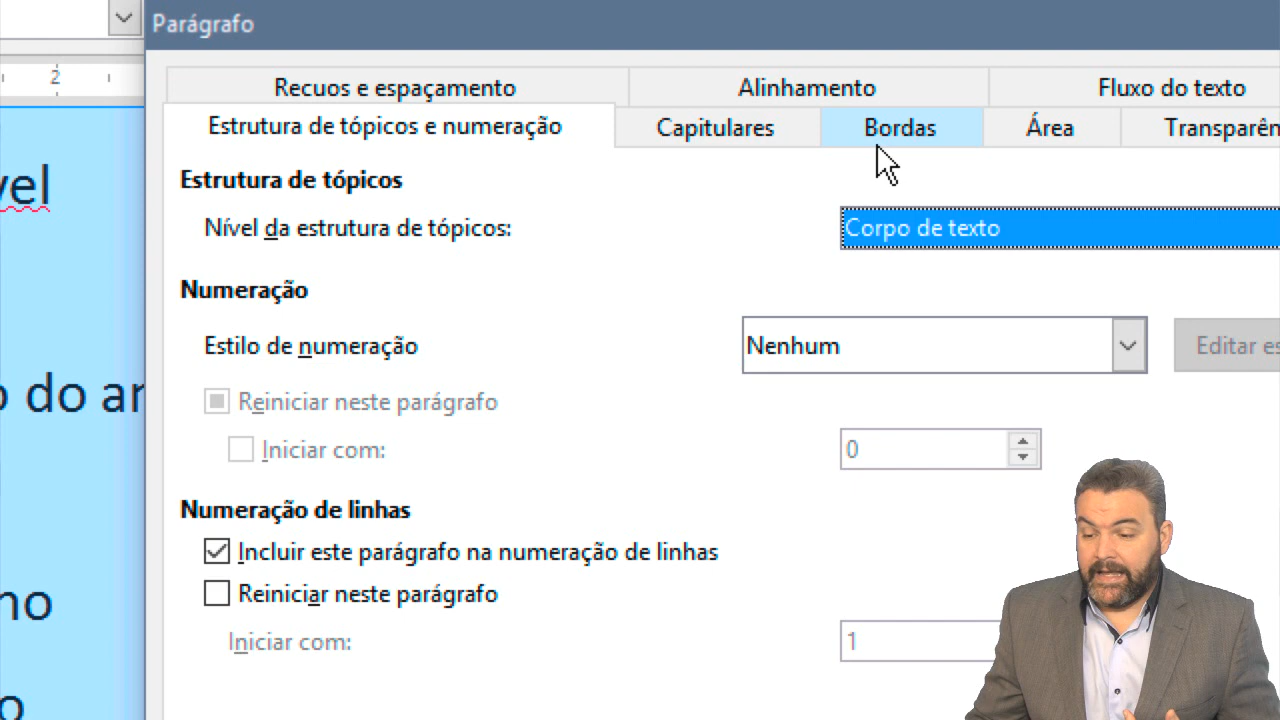 Parágrafo
2
Recuos e espaçamento Alinhamento Fluxo do texto
Estrutura de tópicos e numeração Capitulares Bordas Área
Estrutura de tópicos
Nível da estrutura de tópicos: Corpo de texto
Numeração
Estilo de numeração Nenhum Editar
Reiniciar neste parágrafo
do
Iniciar com: 0
Numeração de linhas
Incluir este parágrafo na numeração de linhas
Reiniciar neste parágrafo
Iniciar com: 1